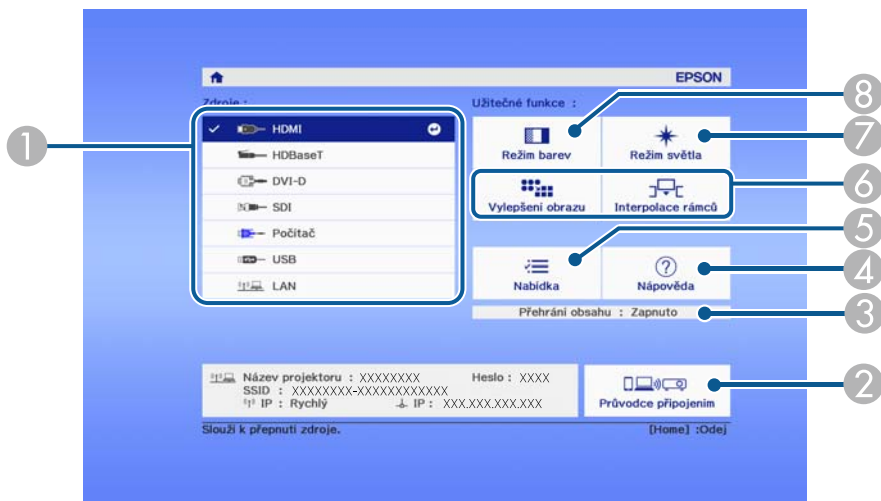 EPSON
Zdroje :
HDMI
HDBaseT
DVI-D
SDI
Počítač
USB
LAN
Užitečné funkce :
Režim barev
Režim světla
Vylepšení obrazu
Interpolace rámců
Nabídka
Nápověda
Přehrání obsahu : Zapnuto
Název projektoru : XXXXXXXX Heslo : XXXX
SSID : XXXXXXXX-XXXXXXXXXXXX
IP : Rychlý IP : XXX.XXX.XXX.XXX
Průvodce připojením
Slouží k přepnutí zdroje.
[Home] :Odej
1
8
7
6
5
4
3
2